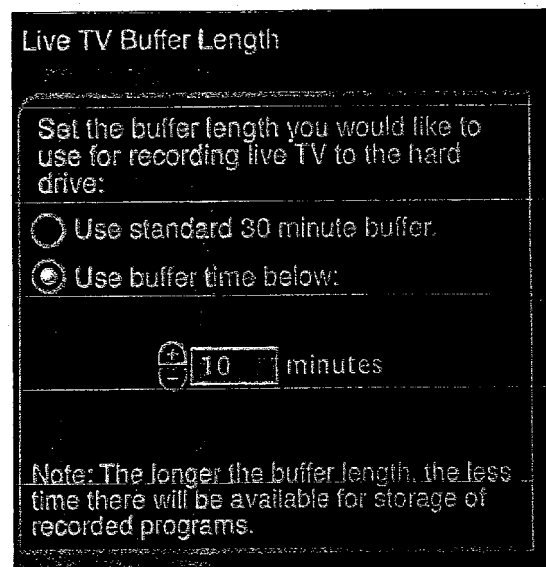 Live TV Buffer Length
Set the buffer length you would like to
use for recording live TV to the hard
drive:
Use standard 30 minute buffer.
Use buffer time below:
+
10 minutes
−
Note: The longer the buffer length, the less
time there will be available for storage of
recorded programs.